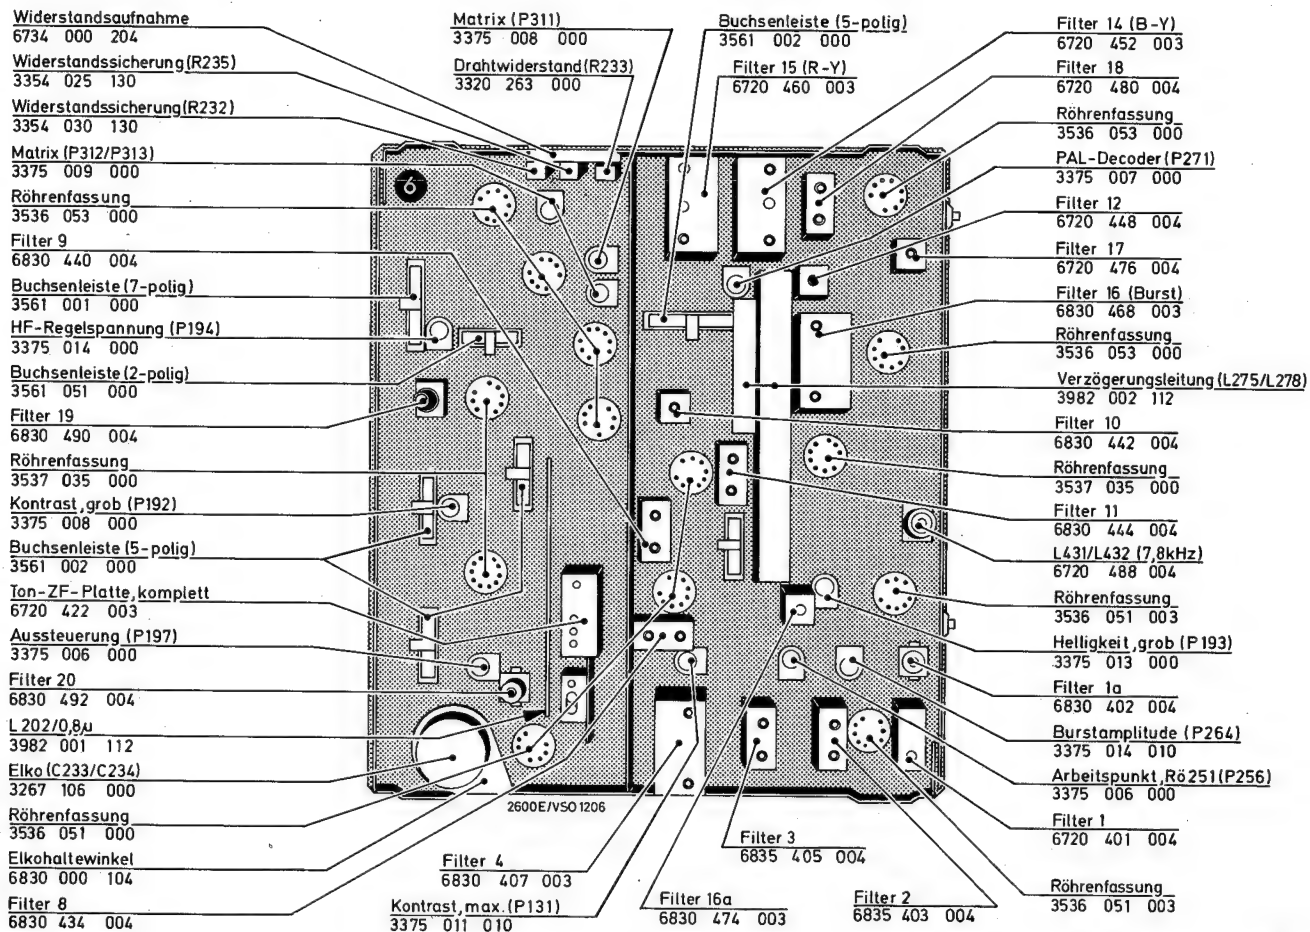 Widerstandsaufnahme
6734 000 204
Widerstandssicherung (R235)
3354 025 130
Widerstandssicherung (R232)
3354 030 130
Matrix (P312/P313)
3375 009 000
Röhrenfassung
3536 053 000
Filter 9
6830 440 004
Buchsenleiste (7-polig)
3561 001 000
HF-Regelspannung (P194)
3375 014 000
Buchsenleiste (2-polig)
3561 051 000
Filter 19
6830 490 004
Röhrenfassung
3537 035 000
Kontrast, grob (P192)
3375 008 000
Buchsenleiste (5-polig)
3561 002 000
Ton-ZF-Platte, komplett
6720 422 003
Aussteuerung (P197)
3375 006 000
Filter 20
6830 492 004
L 202/0,8µ
3982 001 112
Elko (C233/C234)
3267 106 000
Röhrenfassung
3536 051 000
Elkohaltewinkel
6830 000 104
Filter 8
6830 434 004
Matrix (P311)
3375 008 000
Drahtwiderstand (R233)
3320 263 000
Buchsenleiste (5-polig)
3561 002 000
Filter 15 (R-Y)
6720 460 003
6
2600E/VSO 1206
Filter 4
6830 407 003
Kontrast, max. (P131)
3375 011 010
Filter 3
6835 405 004
Filter 16a
6830 474 003
Filter 2
6835 403 004
Filter 14 (B-Y)
6720 452 003
Filter 18
6720 480 004
Röhrenfassung
3536 053 000
PAL-Decoder (P271)
3375 007 000
Filter 12
6720 448 004
Filter 17
6720 476 004
Filter 16 (Burst)
6830 468 003
Röhrenfassung
3536 053 000
Verzögerungsleitung (L275/L278)
3982 002 112
Filter 10
6830 442 004
Röhrenfassung
3537 035 000
Filter 11
6830 444 004
L431/L432 (7,8kHz)
6720 488 004
Röhrenfassung
3536 051 003
Helligkeit, grob (P193)
3375 013 000
Filter 1a
6830 402 004
Burstamplitude (P264)
3375 014 010
Arbeitspunkt, Rö251 (P256)
3375 006 000
Filter 1
6720 401 004
Röhrenfassung
3536 051 003